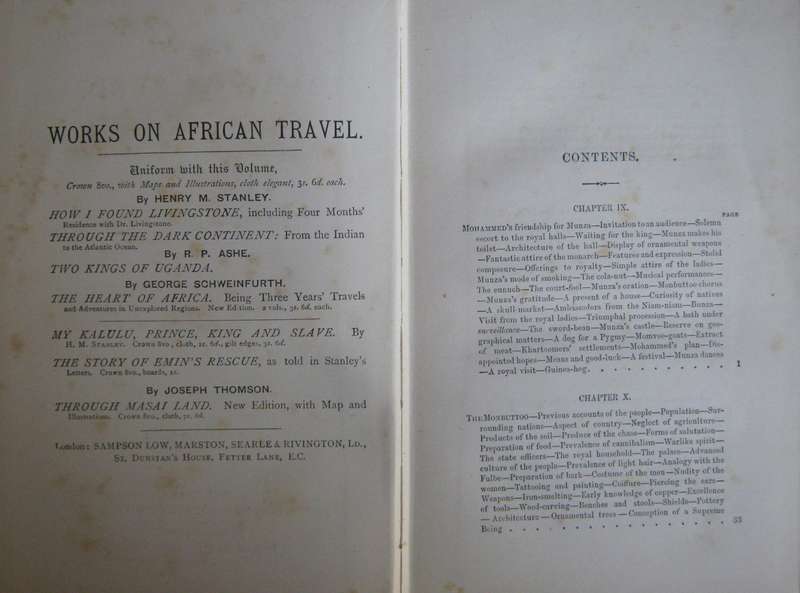 WORKS ON AFRICAN TRAVEL.
Uniform with this Volume,
Crown 8vo., with Maps and Illustrations, cloth elegant, 3s. 6d. each.
By HENRY M. STANLEY.
HOW I FOUND LIVINGSTONE, including Four Months'
Residence with Dr. Livingstone.
THROUGH THE DARK CONTINENT: From the Indian
to the Atlantic Ocean.
By R. P. ASHE.
TWO KINGS OF UGANDA.
By GEORGE SCHWEINFURTH.
THE HEART OF AFRICA. Being Three Years' Travels
and Adventures in Unexplored Regions. New Edition. 2 vols., 3s. 6d. each.
MY KALULU, PRINCE, KING AND SLAVE. By
H. M. STANLEY. Crown 8vo., cloth, 2s. 6d.; gilt edges, 3s. 6d.
THE STORY OF EMIN'S RESCUE, as told in Stanley's
Letters. Crown 8vo., boards, 1s.
By JOSEPH THOMSON.
THROUGH MASAI LAND. New Edition, with Map and
Illustrations. Crown 8vo., cloth, 7s. 6d.
London: SAMPSON LOW, MARSTON, SEARLE & RIVINGTON, LD.,
ST. DUNSTAN'S HOUSE, FETTER LANE, E.C.
CONTENTS.
CHAPTER IX.
PAGE
MOHAMMED'S friendship for Munza—Invitation to an audience—Solemn
escort to the royal halls—Waiting for the king—Munza makes his
toilet—Architecture of the hall—Display of ornamental weapons
—Fantastic attire of the monarch—Features and expression—Stolid
composure—Offerings to royalty—Simple attire of the ladies—
Munza's mode of smoking—The cola-nut—Musical performances—
The eunuch—The court-fool—Munza's oration—Monbuttoo chorus
—Munza's gratitude—A present of a house—Curiosity of natives
—A skull-market—Ambassadors from the Niam-niam—Bunza—
Visit from the royal ladies—Triumphal procession—A bath under
surveillance—The sword-bean—Munza's castle—Reserve on geo-
graphical matters—A dog for a Pygmy—Momvoo-goats—Extract
of meat—Khartoomers' settlements—Mohammed's plan—Dis-
appointed hopes—Means and good-luck—A festival—Munza dances
—A royal visit—Guinea-hog. . . . . . . . . 1
CHAPTER X.
THE MONBUTTOO—Previous accounts of the people—Population—Sur-
rounding nations—Aspect of country—Neglect of agriculture—
Products of the soil—Produce of the chase—Forms of salutation—
Preparation of food—Prevalence of cannibalism—Warlike spirit—
The state officers—The royal household—The palace—Advanced
culture of the people—Prevalence of light hair—Analogy with the
Fulbe—Preparation of bark—Costume of the men—Nudity of the
women—Tattooing and painting—Coiffure—Piercing the ears—
Weapons—Iron-smelting—Early knowledge of copper—Excellence
of tools—Wood-carving—Benches and stools—Shields—Pottery
— Architecture — Ornamental trees — Conception of a Supreme
Being . . . . . . . . . . . . . 33